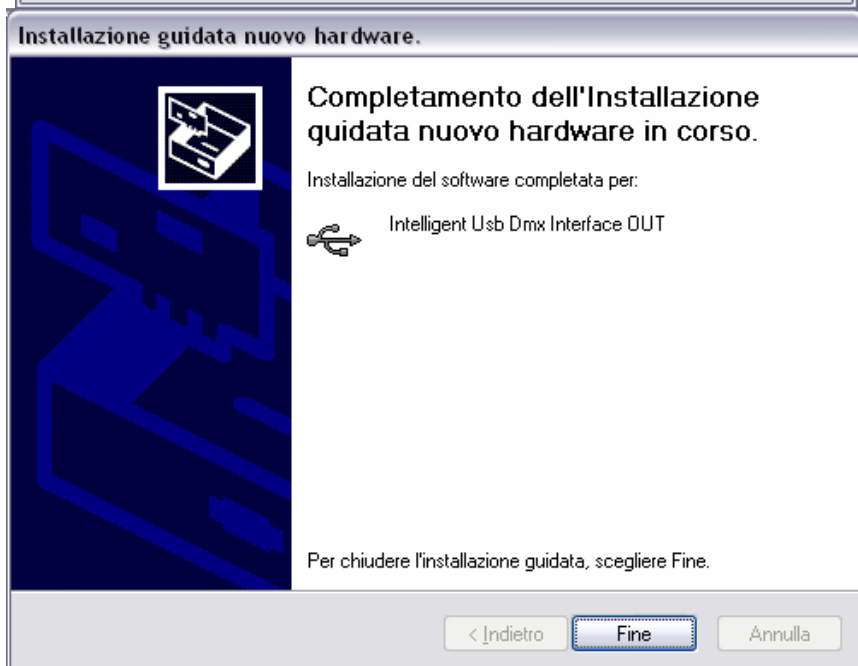 Installazione guidata nuovo hardware.
Completamento dell'Installazione
guidata nuovo hardware in corso.
Installazione del software completata per:
Intelligent Usb Dmx Interface OUT
Per chiudere l'installazione guidata, scegliere Fine.
< Indietro
Fine
Annulla